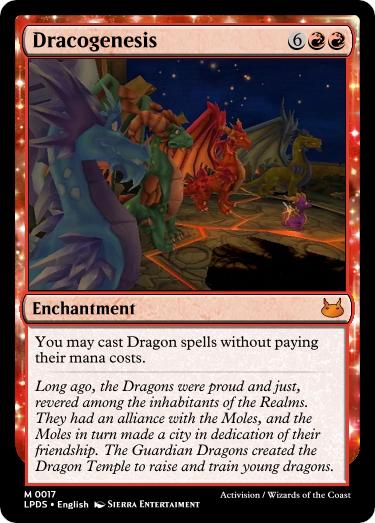 Dracogenesis 6
Enchantment
You may cast Dragon spells without paying
their mana costs.
Long ago, the Dragons were proud and just,
revered among the inhabitants of the Realms.
They had an alliance with the Moles, and the
Moles in turn made a city in dedication of their
friendship. The Guardian Dragons created the
Dragon Temple to raise and train young dragons.
M 0017
LPDS • English Sierra Entertaiment
Activision / Wizards of the Coast